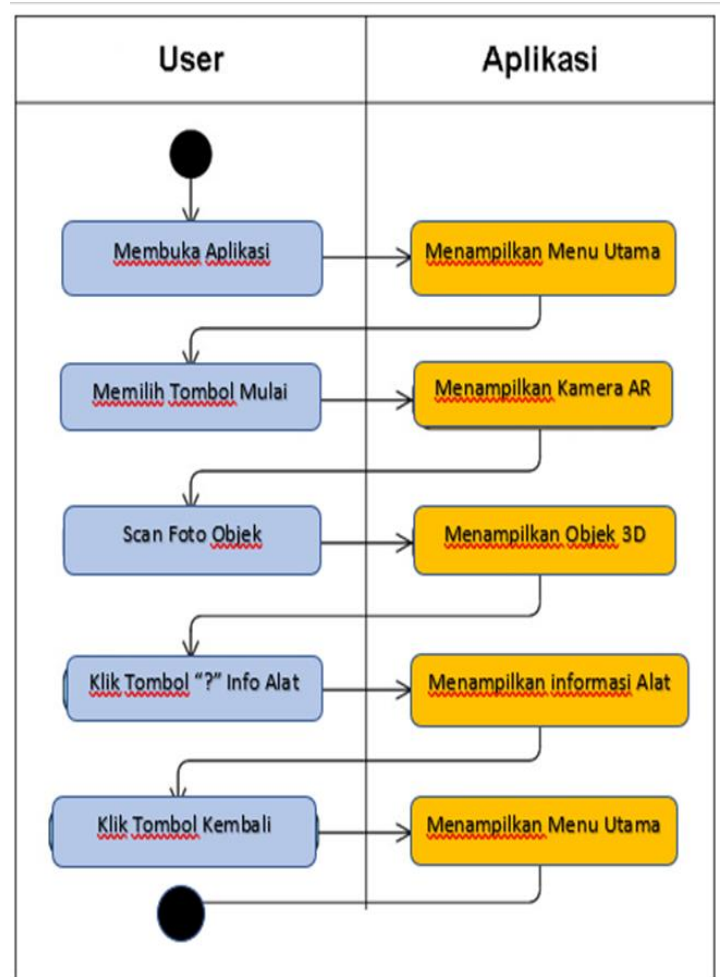 User
Aplikasi
Membuka Aplikasi
Menampilkan Menu Utama
Memilih Tombol Mulai
Menampilkan Kamera AR
Scan Foto Objek
Menampilkan Objek 3D
Klik Tombol “?” Info Alat
Menampilkan informasi Alat
Klik Tombol Kembali
Menampilkan Menu Utama